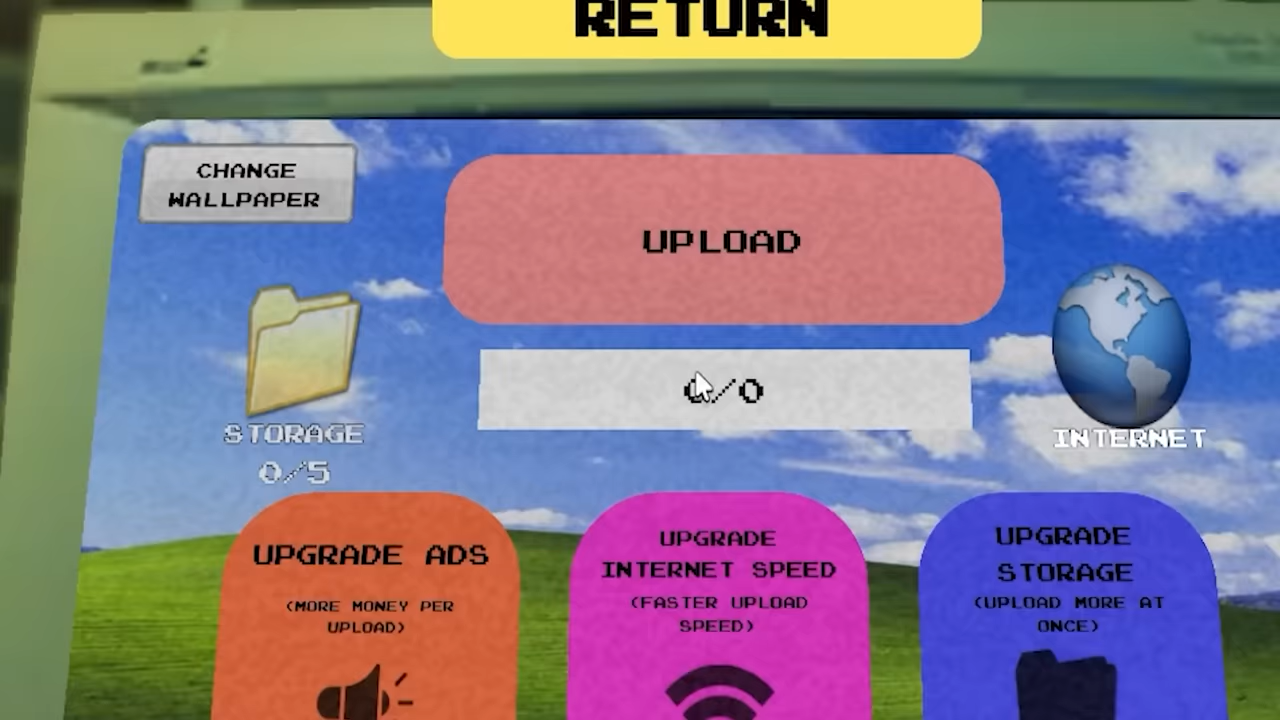 RETURN
CHANGE
WALLPAPER
UPLOAD
0/0
STORAGE
0/5
INTERNET
UPGRADE ADS
(MORE MONEY PER
UPLOAD)
UPGRADE
INTERNET SPEED
(FASTER UPLOAD
SPEED)
UPGRADE
STORAGE
(UPLOAD MORE AT
ONCE)